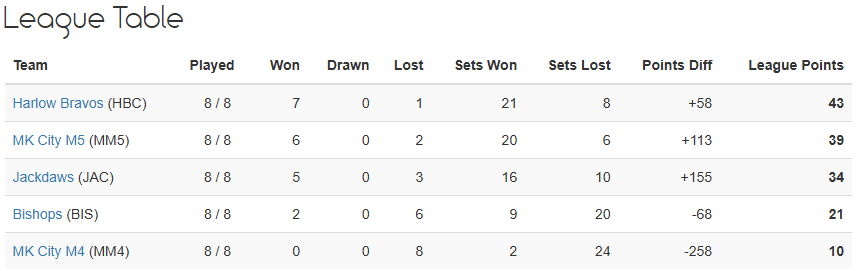 League Table
Team Played Won Drawn Lost Sets Won Sets Lost Points Diff League Points
Harlow Bravos (HBC) 8 / 8 7 0 1 21 8 +58 43
MK City M5 (MM5) 8 / 8 6 0 2 20 6 +113 39
Jackdaws (JAC) 8 / 8 5 0 3 16 10 +155 34
Bishops (BIS) 8 / 8 2 0 6 9 20 -68 21
MK City M4 (MM4) 8 / 8 0 0 8 2 24 -258 10